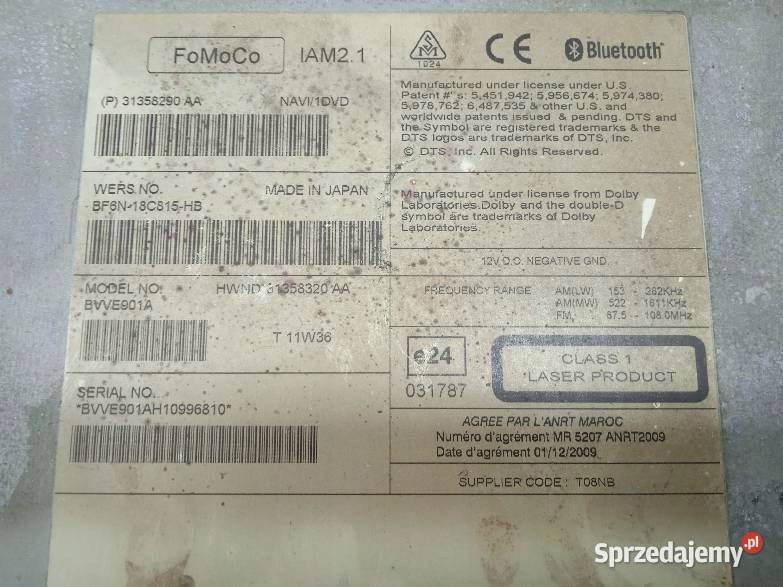 FoMoCo IAM2.1
(P) 31358290 AA NAVI/1DVD
WERS NO. MADE IN JAPAN
BF6N-18C815-HB
MODEL NO. HWND 31358320 AA
BVVE901A
T 11W36
SERIAL NO.
*BVVE901AH10996810*
1024
CE
Bluetooth
Manufactured under license under U.S.
Patent #'s: 5,451,942; 5,956,674; 5,974,380;
5,978,762; 6,487,535 & other U.S. and
worldwide patents issued & pending. DTS and
the Symbol are registered trademarks & the
DTS logos are trademarks of DTS, Inc.
© DTS, Inc. All Rights Reserved.
Manufactured under license from Dolby
Laboratories.Dolby and the double-D
symbol are trademarks of Dolby
Laboratories.
12V D.C. NEGATIVE GND.
FREQUENCY RANGE AM(LW) 153 - 282KHz
AM(MW) 522 - 1611KHz
FM 87.5 - 108.0MHz
e24
031787
CLASS 1
LASER PRODUCT
AGREE PAR L'ANRT MAROC
Numéro d'agrément MR 5207 ANRT2009
Date d'agrément 01/12/2009
SUPPLIER CODE : T08NB
Sprzedajemy.pl